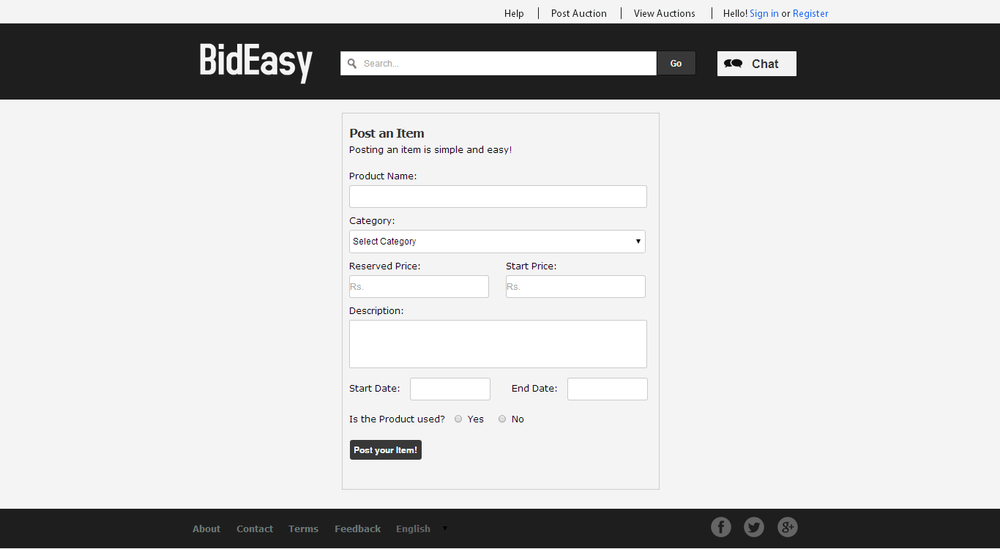 Help Post Auction View Auctions Hello! Sign in or Register
BidEasy Search... Go Chat
Post an Item
Posting an item is simple and easy!
Product Name:
Category:
Select Category
Reserved Price: Start Price:
Rs. Rs.
Description:
Start Date: End Date:
Is the Product used? Yes No
Post your Item!
About Contact Terms Feedback English f g+